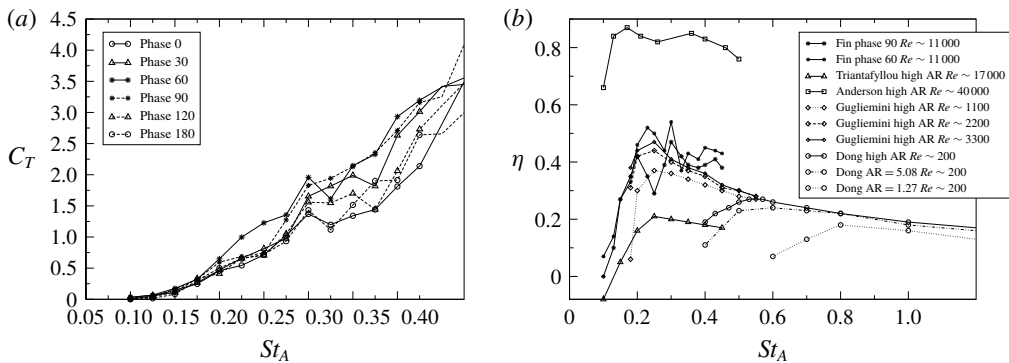 (a)
4.5
4.0
3.5
3.0
2.5
2.0
1.5
1.0
0.5
0
C_T
Phase 0
Phase 30
Phase 60
Phase 90
Phase 120
Phase 180
0.05 0.10 0.15 0.20 0.25 0.30 0.35 0.40
St_A
(b)
0.8
0.6
0.4
0.2
0
η
Fin phase 90 Re ~ 11 000
Fin phase 60 Re ~ 11 000
Triantafyllou high AR Re ~ 17 000
Anderson high AR Re ~ 40 000
Gugliemini high AR Re ~ 1100
Gugliemini high AR Re ~ 2200
Gugliemini high AR Re ~ 3300
Dong high AR Re ~ 200
Dong AR = 5.08 Re ~ 200
Dong AR = 1.27 Re ~ 200
0 0.2 0.4 0.6 0.8 1.0
St_A